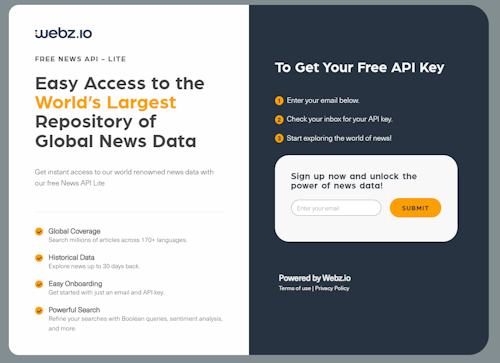 webz.io
FREE NEWS API – LITE
Easy Access to the
World's Largest
Repository of
Global News Data
Get instant access to our world renowned news data with
our free News API Lite
Global Coverage
Search millions of articles across 170+ languages.
Historical Data
Explore news up to 30 days back.
Easy Onboarding
Get started with just an email and API key.
Powerful Search
Refine your searches with Boolean queries, sentiment analysis,
and more.
To Get Your Free API Key
1 Enter your email below.
2 Check your inbox for your API key.
3 Start exploring the world of news!
Sign up now and unlock the
power of news data!
Enter your email
SUBMIT
Powered by Webz.io
Terms of use | Privacy Policy